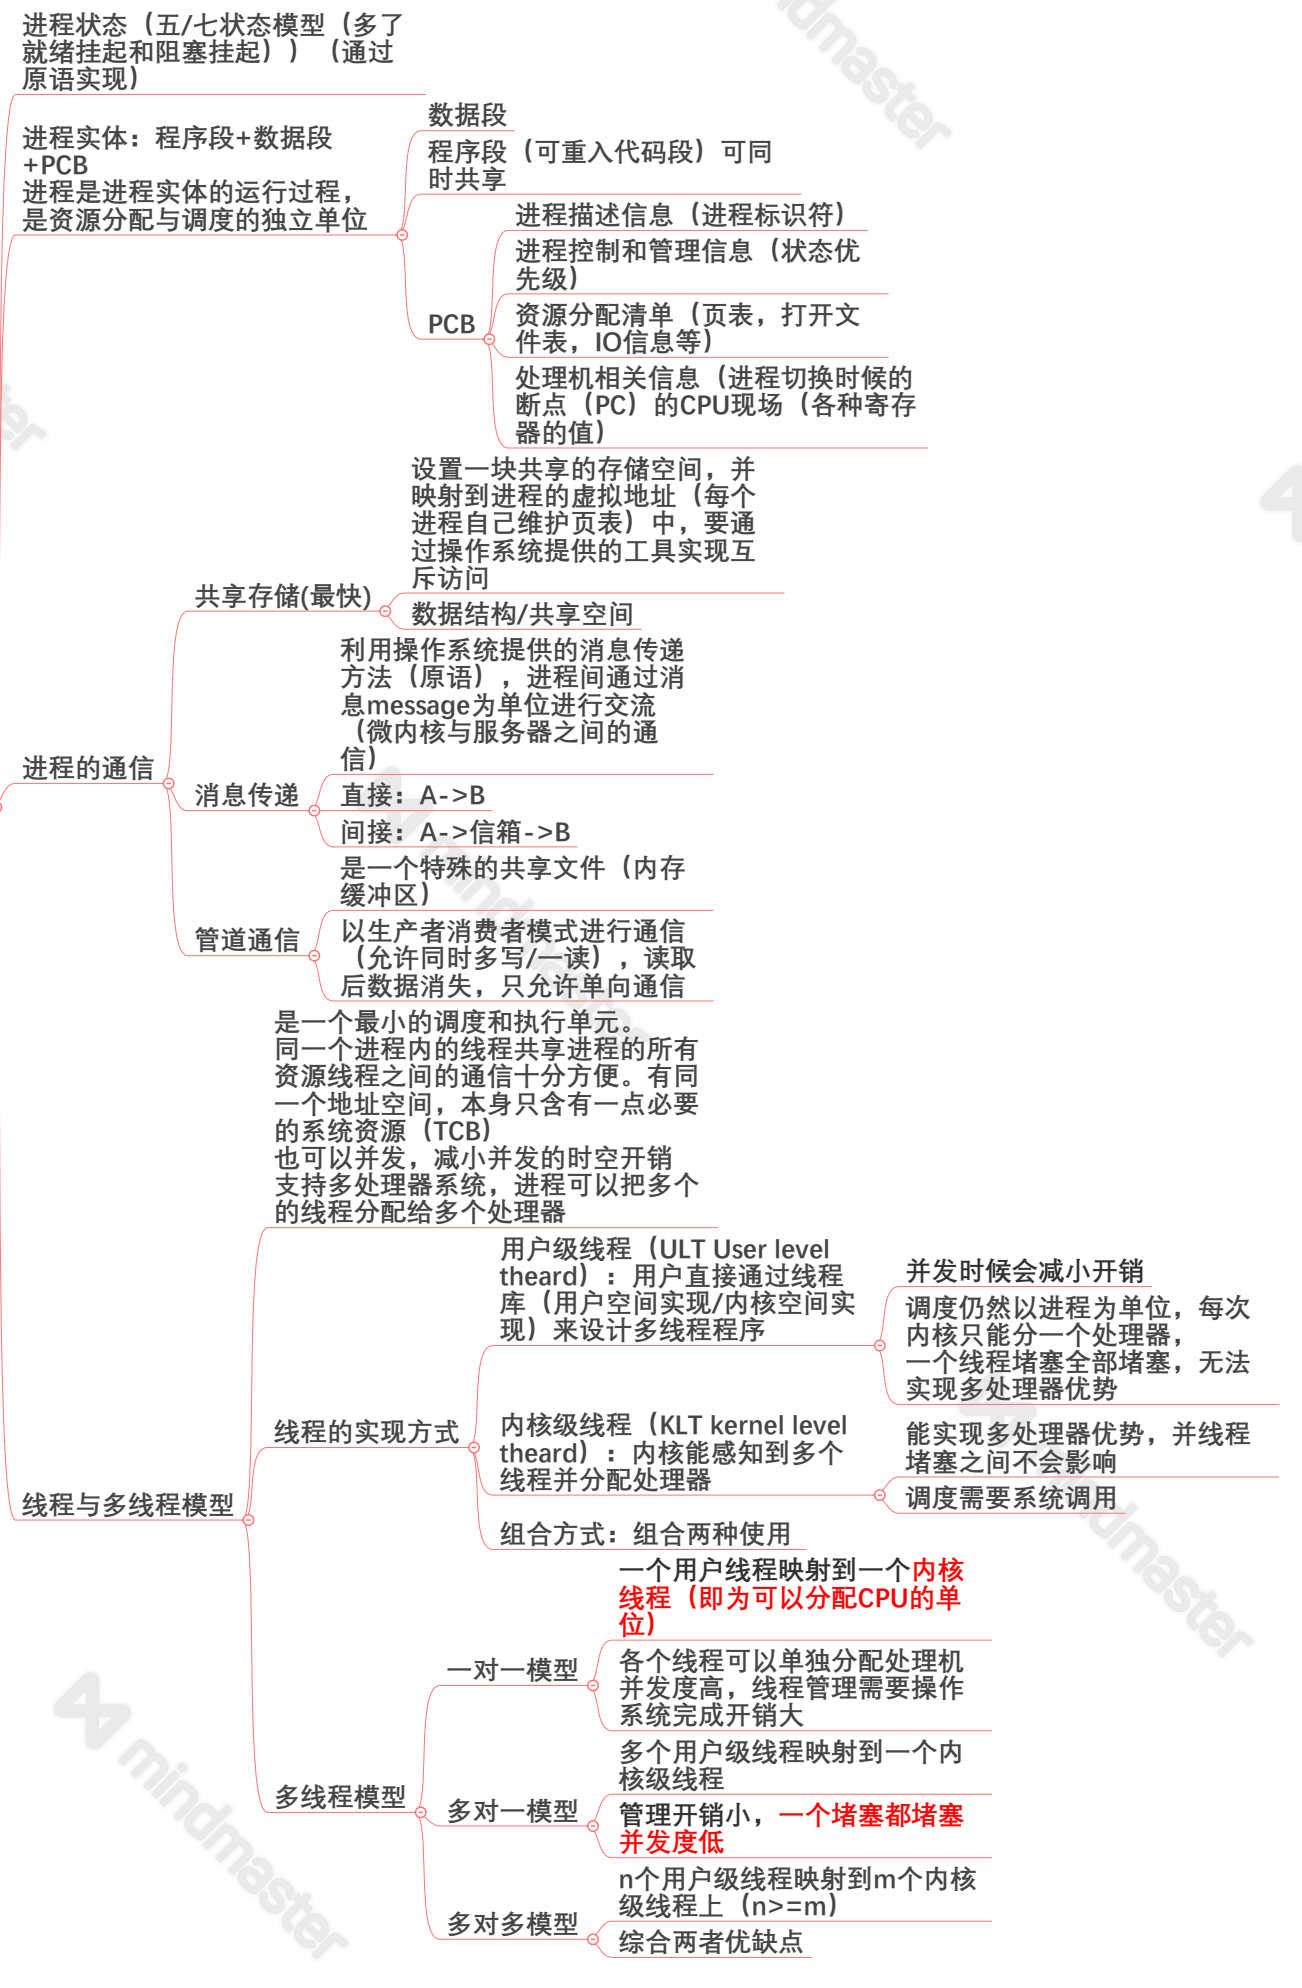 进程状态（五/七状态模型（多了
就绪挂起和阻塞挂起））（通过
原语实现）
进程实体：程序段+数据段
+PCB
进程是进程实体的运行过程，
是资源分配与调度的独立单位
数据段
程序段（可重入代码段）可同
时共享
PCB
进程描述信息（进程标识符）
进程控制和管理信息（状态优
先级）
资源分配清单（页表，打开文
件表，IO信息等）
处理机相关信息（进程切换时候的
断点（PC）的CPU现场（各种寄存
器的值）
进程的通信
共享存储(最快)
设置一块共享的存储空间，并
映射到进程的虚拟地址（每个
进程自己维护页表）中，要通
过操作系统提供的工具实现互
斥访问
数据结构/共享空间
消息传递
利用操作系统提供的消息传递
方法（原语），进程间通过消
息message为单位进行交流
（微内核与服务器之间的通
信）
直接：A->B
间接：A->信箱->B
管道通信
是一个特殊的共享文件（内存
缓冲区）
以生产者消费者模式进行通信
（允许同时多写/一读），读取
后数据消失，只允许单向通信
线程与多线程模型
是一个最小的调度和执行单元。
同一个进程内的线程共享进程的所有
资源线程之间的通信十分方便。有同
一个地址空间，本身只含有一点必要
的系统资源（TCB）
也可以并发，减小并发的时空开销
支持多处理器系统，进程可以把多个
的线程分配给多个处理器
线程的实现方式
用户级线程（ULT User level
theard）：用户直接通过线程
库（用户空间实现/内核空间实
现）来设计多线程程序
并发时候会减小开销
调度仍然以进程为单位，每次
内核只能分一个处理器，
一个线程堵塞全部堵塞，无法
实现多处理器优势
内核级线程（KLT kernel level
theard）：内核能感知到多个
线程并分配处理器
能实现多处理器优势，并线程
堵塞之间不会影响
调度需要系统调用
组合方式：组合两种使用
多线程模型
一对一模型
一个用户线程映射到一个内核
线程（即为可以分配CPU的单
位）
各个线程可以单独分配处理机
并发度高，线程管理需要操作
系统完成开销大
多对一模型
多个用户级线程映射到一个内
核级线程
管理开销小，一个堵塞都堵塞
并发度低
多对多模型
n个用户级线程映射到m个内核
级线程上（n>=m）
综合两者优缺点
mindmaster
mindmaster
mindmaster